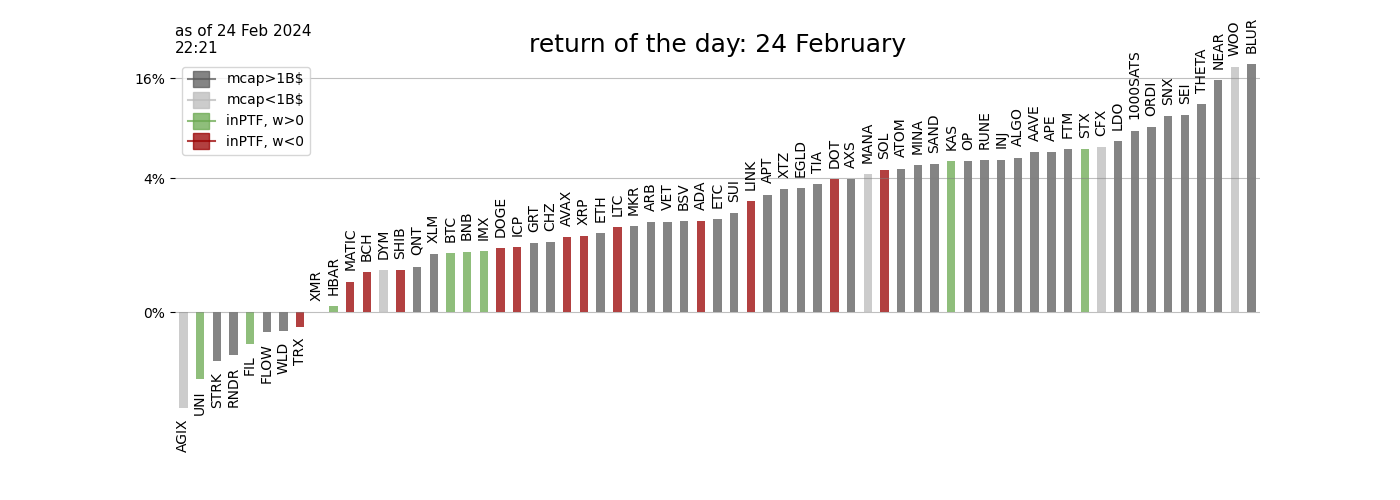 as of 24 Feb 2024
22:21
return of the day: 24 February
mcap>1B$
mcap<1B$
inPTF, w>0
inPTF, w<0
16%
4%
0%
AGIX
UNI
STRK
RNDR
FIL
FLOW
WLD
TRX
XMR
HBAR
MATIC
BCH
DYM
SHIB
QNT
XLM
BTC
BNB
IMX
DOGE
ICP
GRT
CHZ
AVAX
XRP
ETH
LTC
MKR
ARB
VET
BSV
ADA
ETC
SUI
LINK
APT
XTZ
EGLD
TIA
DOT
AXS
MANA
SOL
ATOM
MINA
SAND
KAS
OP
RUNE
INJ
ALGO
AAVE
APE
FTM
STX
CFX
LDO
1000SATS
ORDI
SNX
SEI
THETA
NEAR
WOO
BLUR